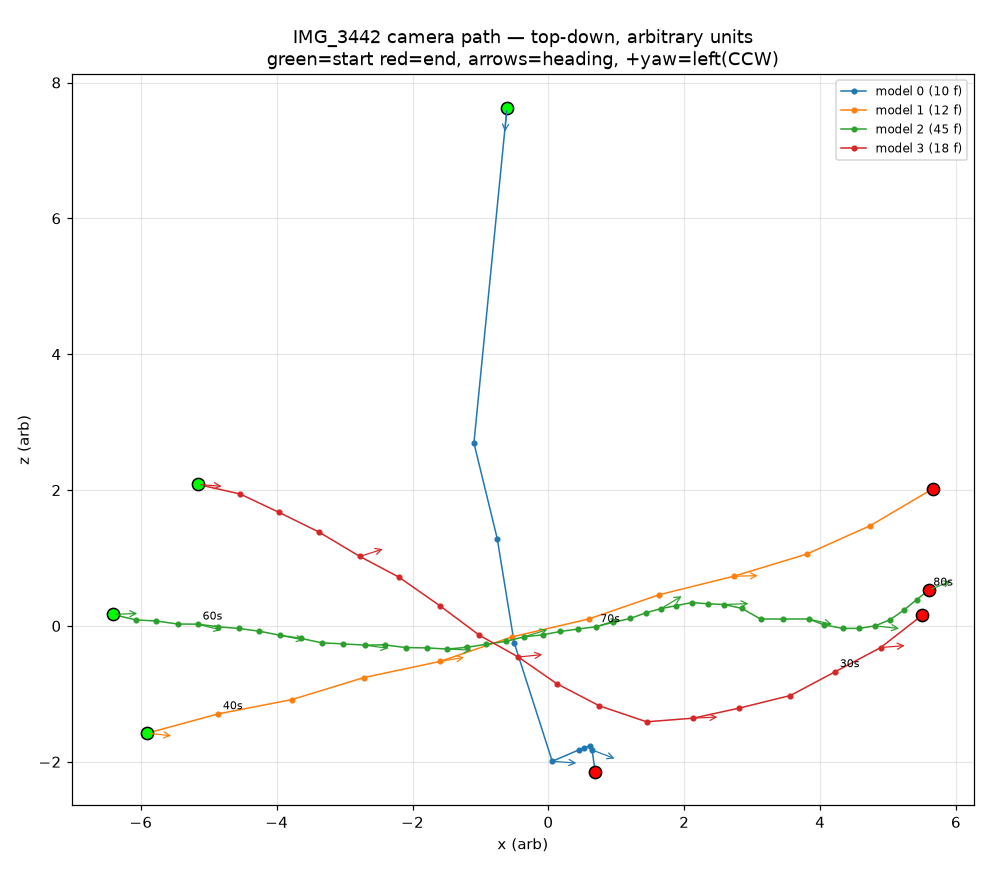 IMG_3442 camera path — top-down, arbitrary units
green=start red=end, arrows=heading, +yaw=left(CCW)
model 0 (10 f)
model 1 (12 f)
model 2 (45 f)
model 3 (18 f)
8
6
4
2
0
−2
z (arb)
80s
60s
70s
30s
40s
−6
−4
−2
0
2
4
6
x (arb)